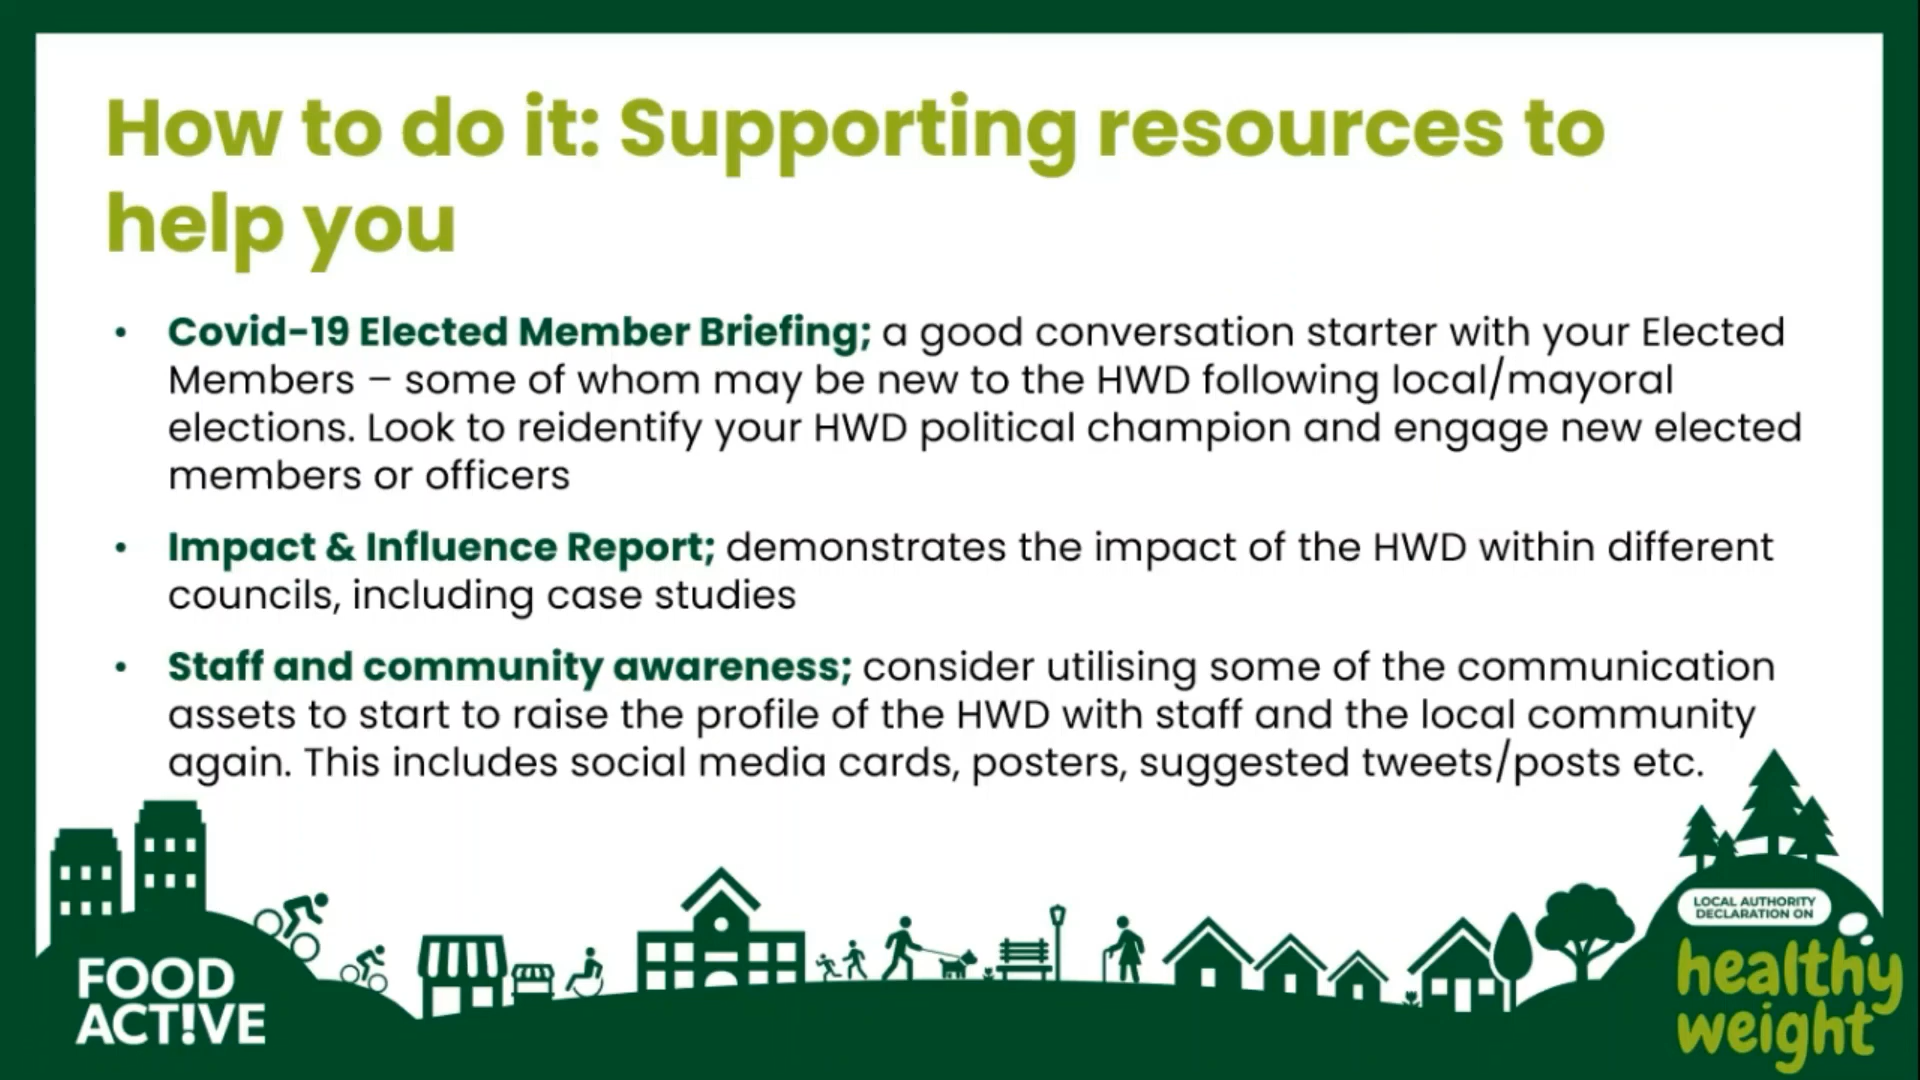 How to do it: Supporting resources to
help you
• Covid-19 Elected Member Briefing; a good conversation starter with your Elected
Members – some of whom may be new to the HWD following local/mayoral
elections. Look to reidentify your HWD political champion and engage new elected
members or officers
• Impact & Influence Report; demonstrates the impact of the HWD within different
councils, including case studies
• Staff and community awareness; consider utilising some of the communication
assets to start to raise the profile of the HWD with staff and the local community
again. This includes social media cards, posters, suggested tweets/posts etc.
FOOD
ACT!VE
LOCAL AUTHORITY
DECLARATION ON
healthy
weight